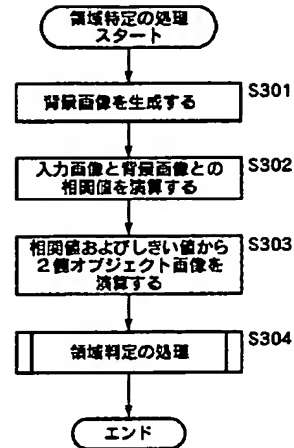 領域特定の処理
スタート
S301
背景画像を生成する
S302
入力画像と背景画像との
相関値を演算する
S303
相関値およびしきい値から
2値オブジェクト画像を
演算する
S304
領域判定の処理
エンド